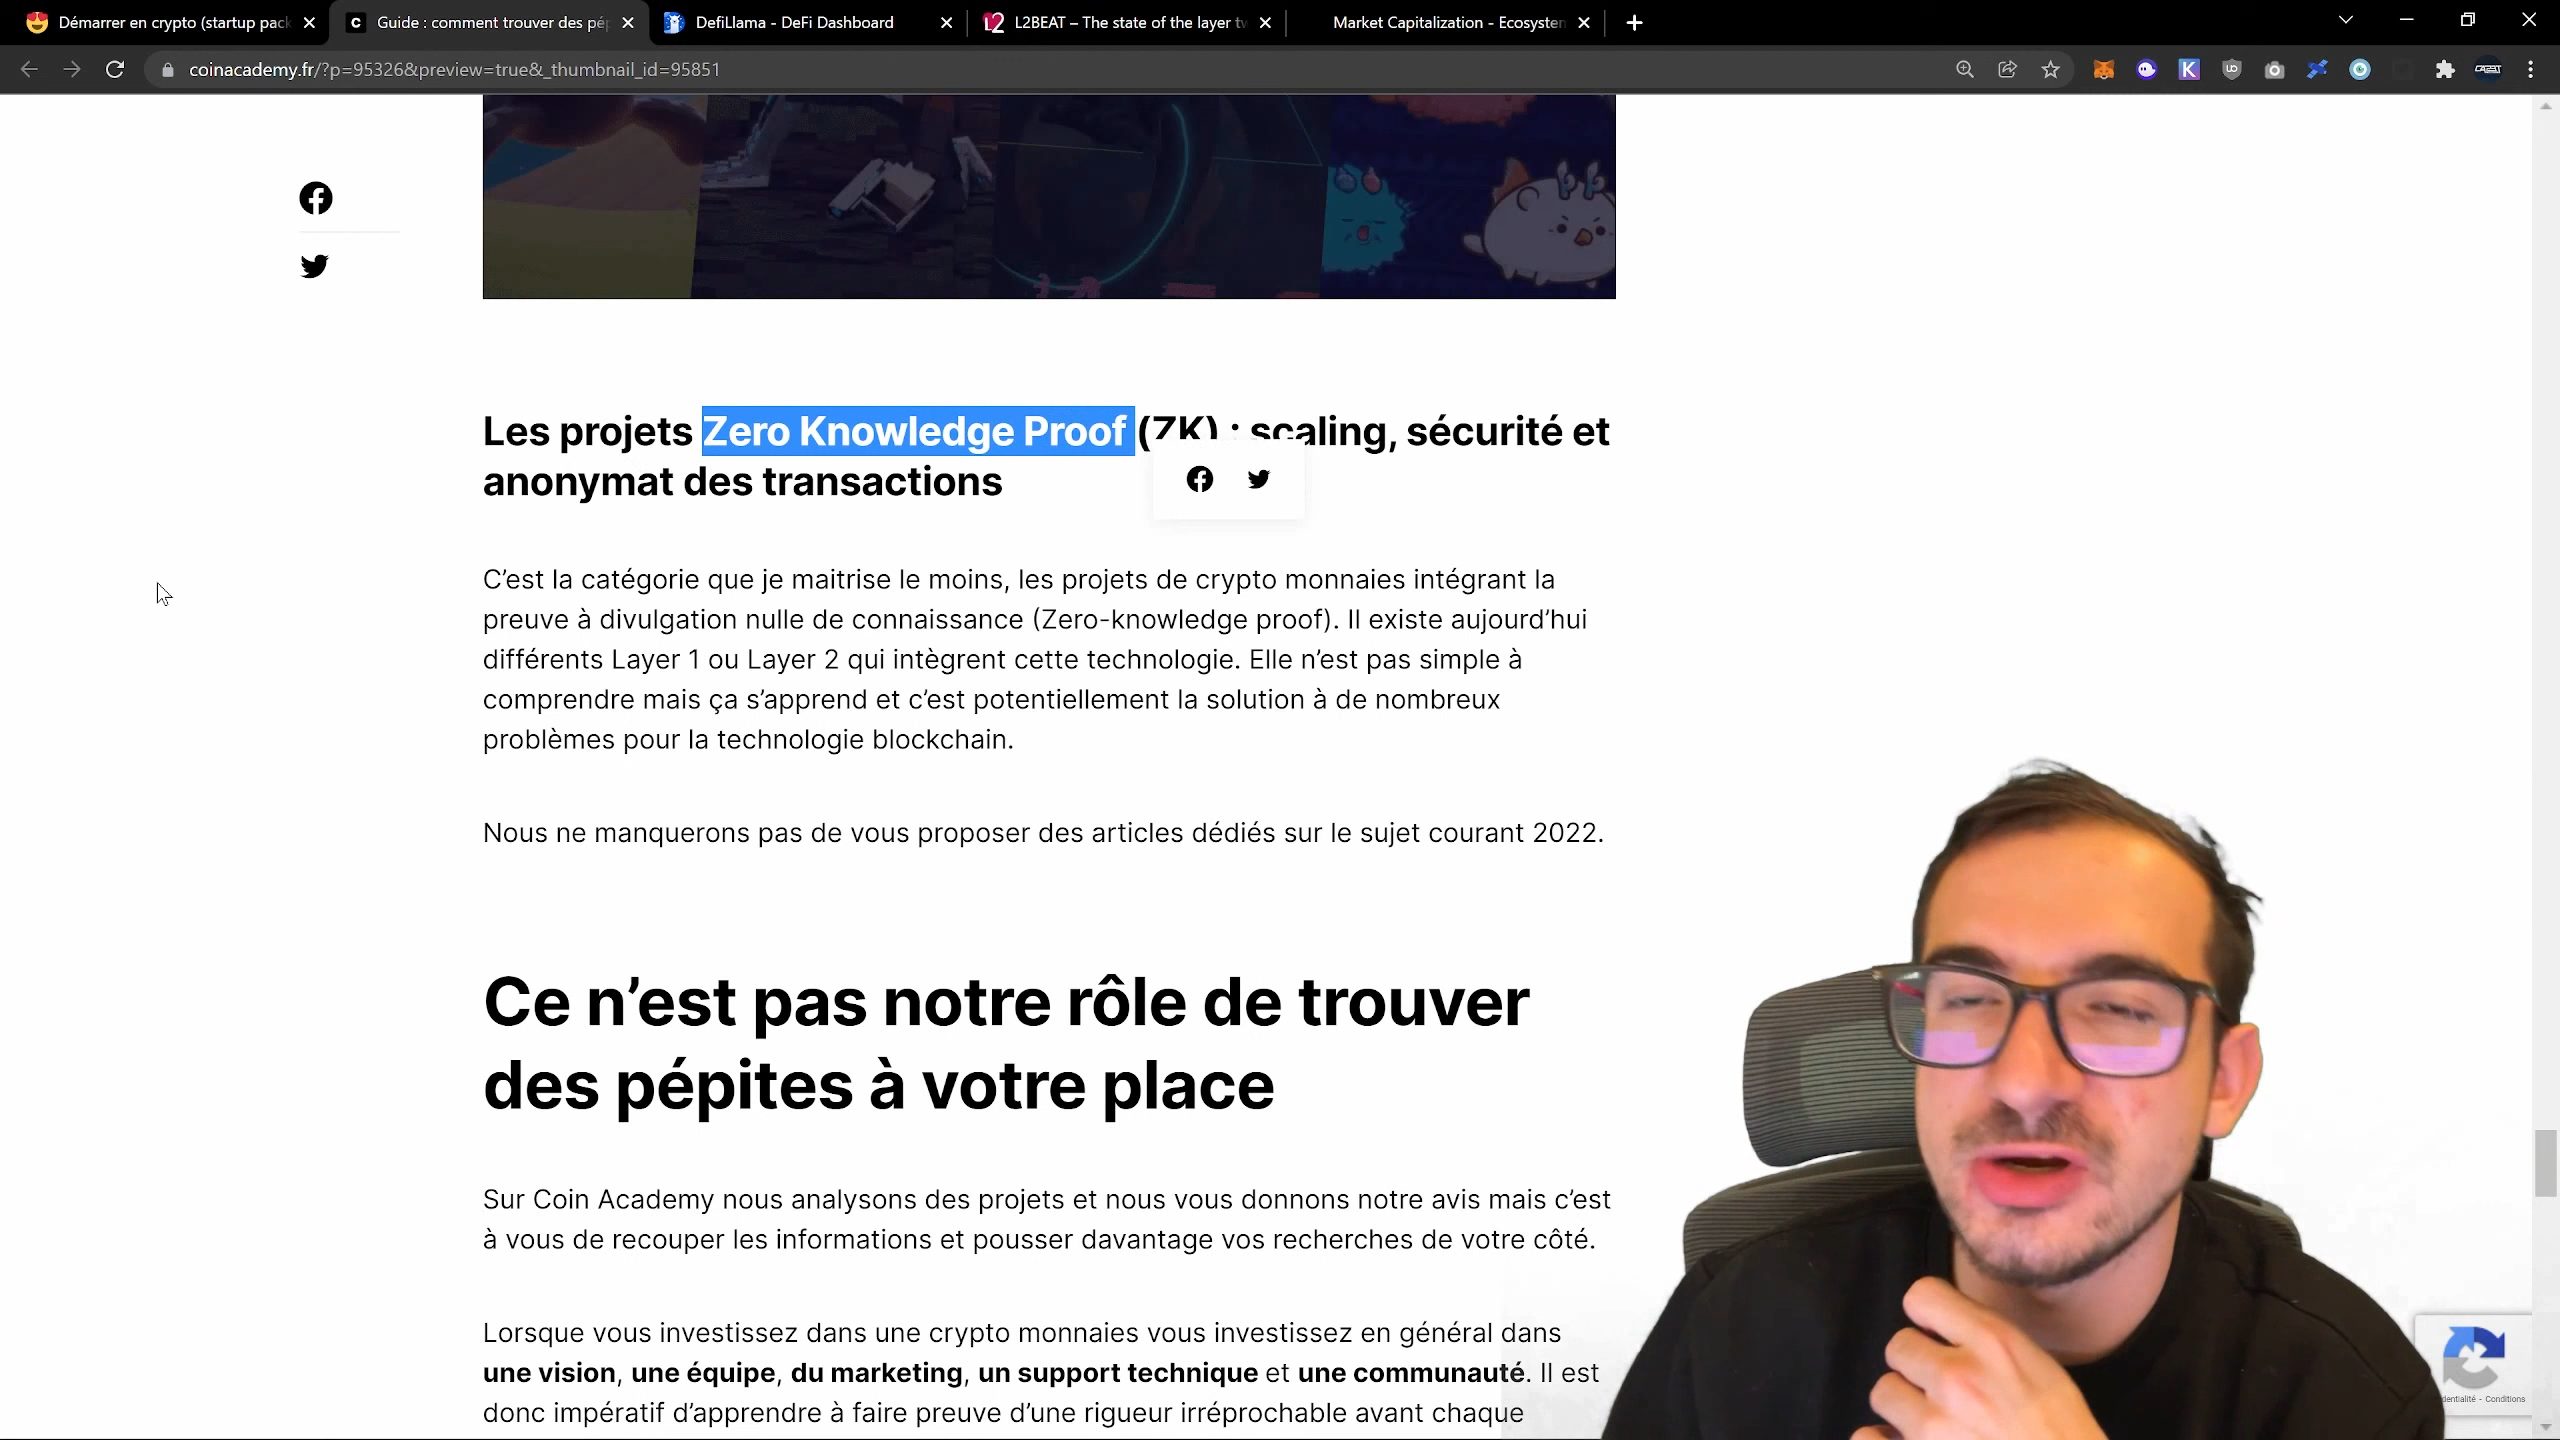 Démarrer en crypto (startup pack
Guide : comment trouver des pép
DefiLlama - DeFi Dashboard
L2BEAT – The state of the layer tw
Market Capitalization - Ecosystem
coinacademy.fr/?p=95326&preview=true&_thumbnail_id=95851
Les projets Zero Knowledge Proof (ZK) : scaling, sécurité et
anonymat des transactions
C’est la catégorie que je maitrise le moins, les projets de crypto monnaies intégrant la
preuve à divulgation nulle de connaissance (Zero-knowledge proof). Il existe aujourd’hui
différents Layer 1 ou Layer 2 qui intègrent cette technologie. Elle n’est pas simple à
comprendre mais ça s’apprend et c’est potentiellement la solution à de nombreux
problèmes pour la technologie blockchain.
Nous ne manquerons pas de vous proposer des articles dédiés sur le sujet courant 2022.
Ce n’est pas notre rôle de trouver
des pépites à votre place
Sur Coin Academy nous analysons des projets et nous vous donnons notre avis mais c’est
à vous de recouper les informations et pousser davantage vos recherches de votre côté.
Lorsque vous investissez dans une crypto monnaies vous investissez en général dans
une vision, une équipe, du marketing, un support technique et une communauté. Il est
donc impératif d’apprendre à faire preuve d’une rigueur irréprochable avant chaque
dentialité - Conditions